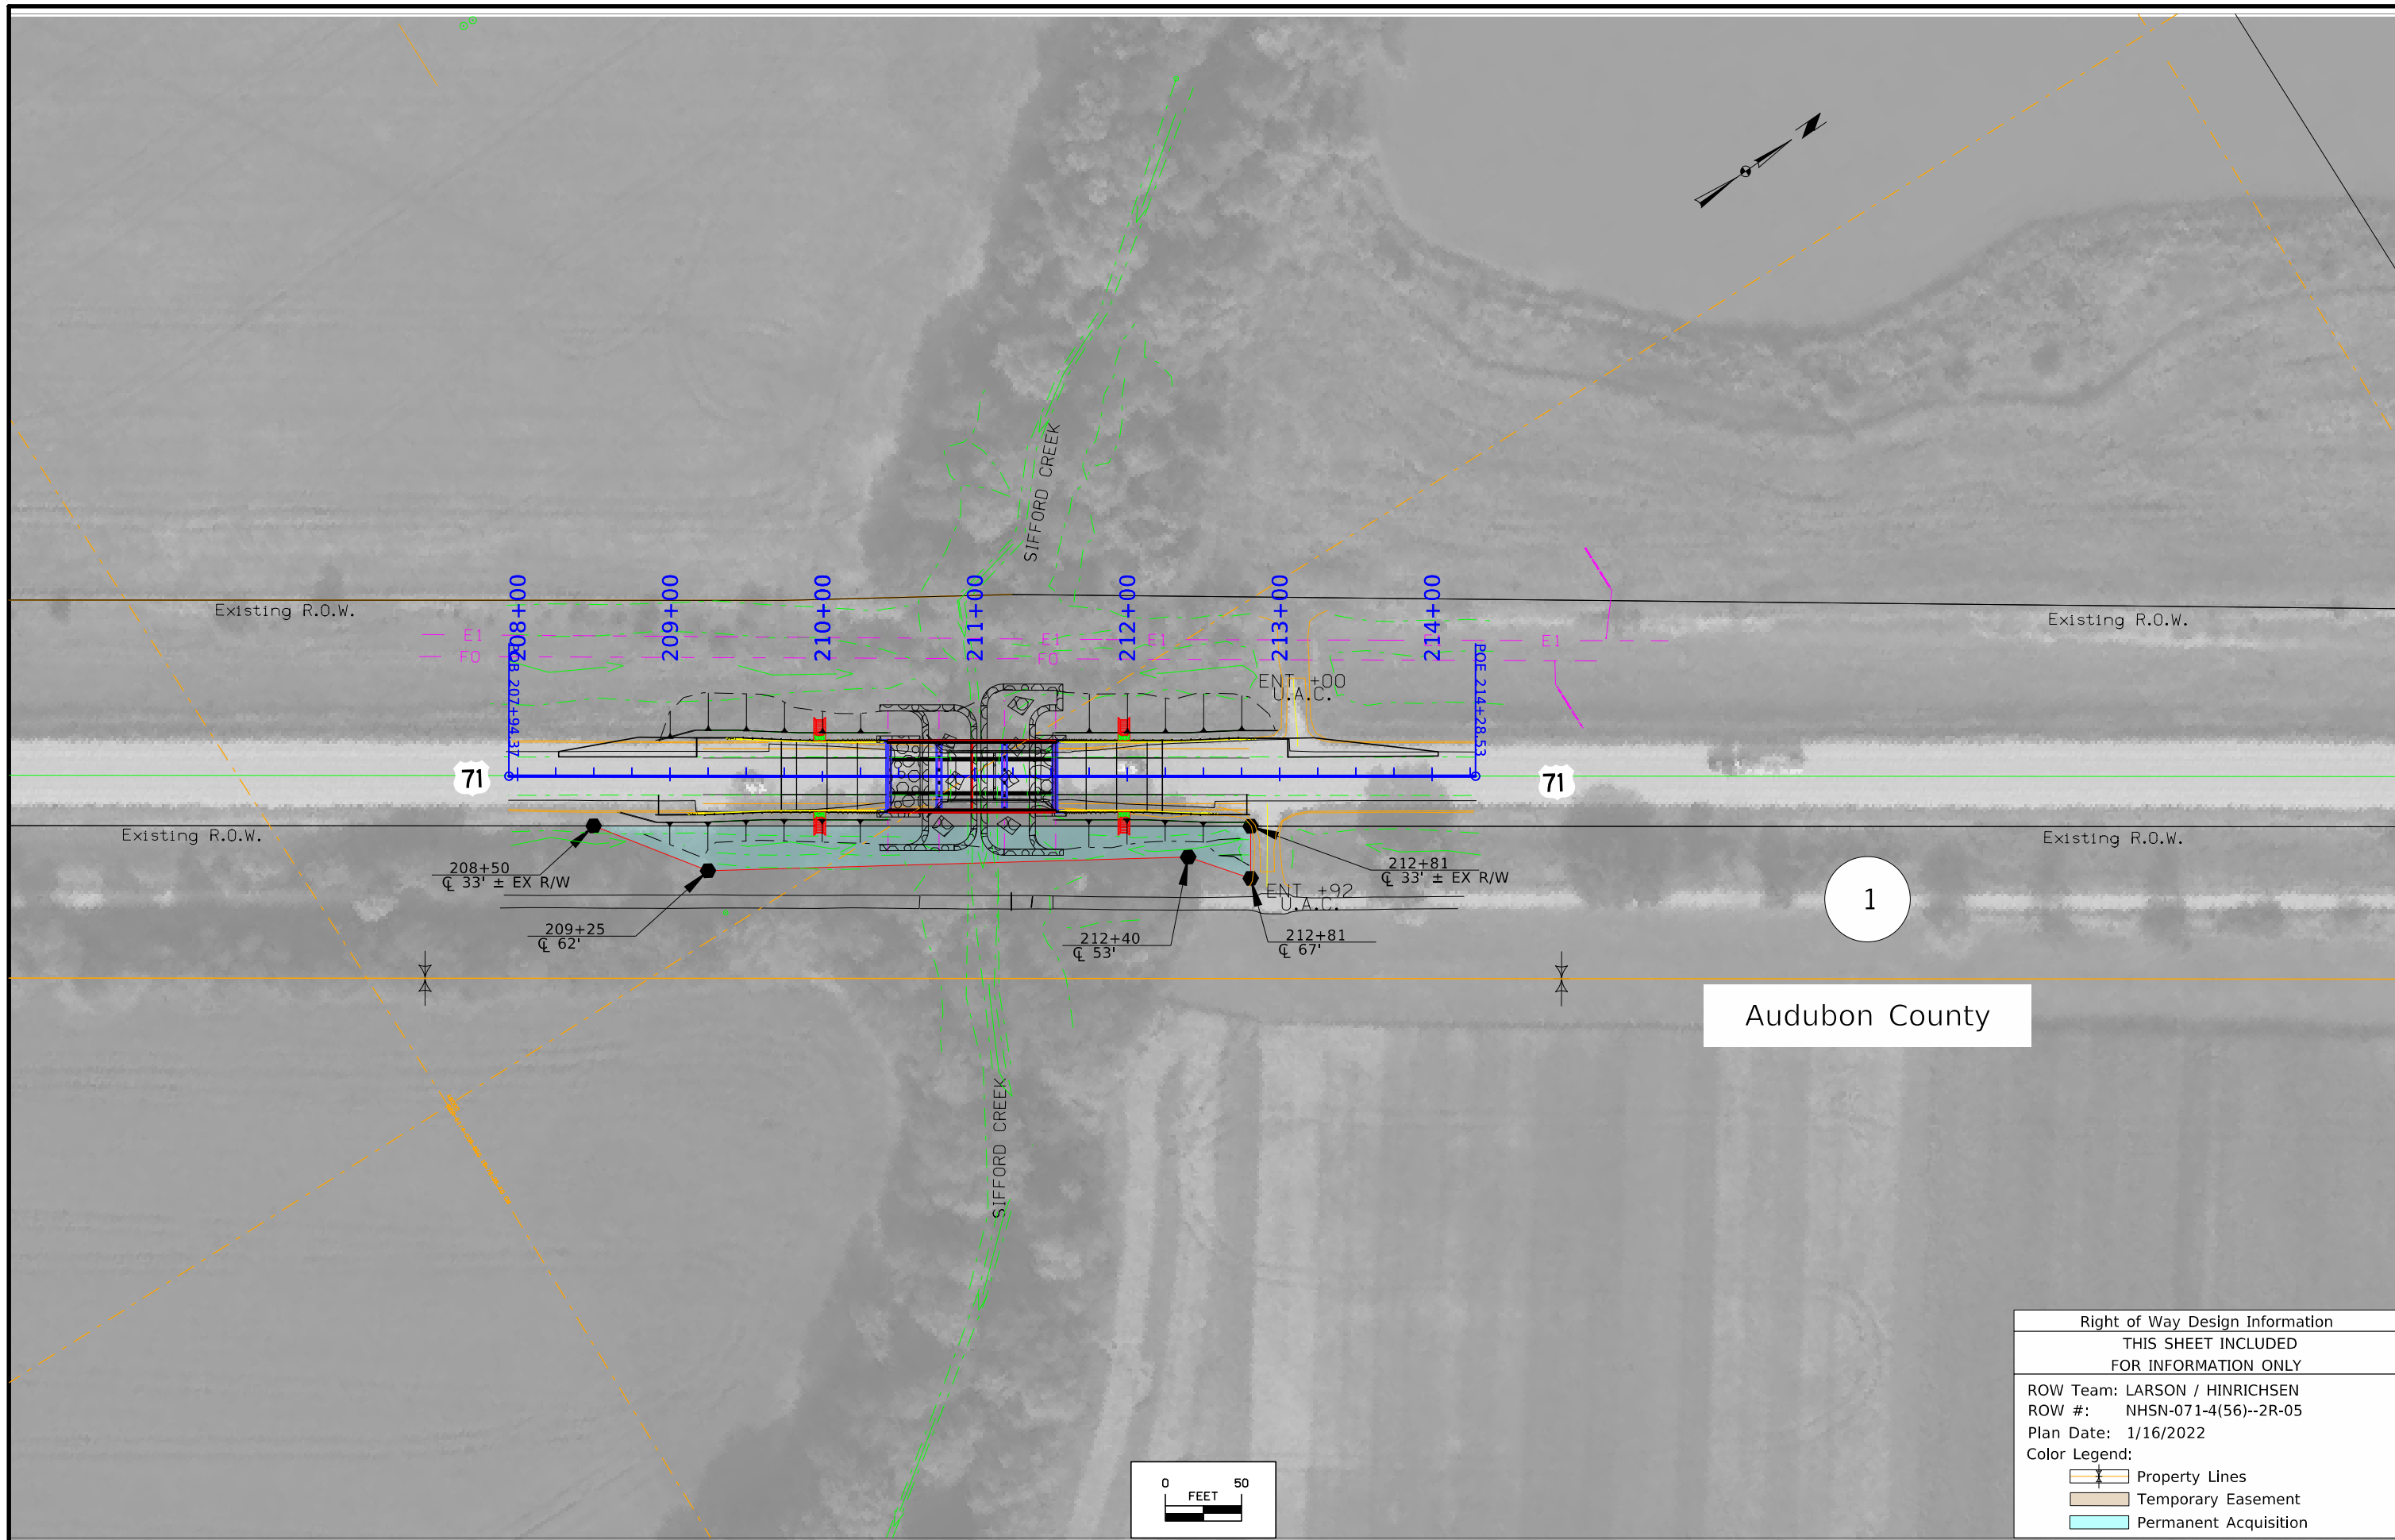 SIFFORD CREEK
208+00
209+00
210+00
211+00
212+00
213+00
214+00
Existing R.O.W.
Existing R.O.W.
E1
E1
E1
E1
FO
FO
POB 207+94.37
POE 214+28.53
ENT. +00
U.A.C.
71
71
Existing R.O.W.
Existing R.O.W.
208+50
℄ 33' ± EX R/W
212+81
℄ 33' ± EX R/W
ENT. +92
U.A.C.
1
209+25
℄ 62'
212+40
℄ 53'
212+81
℄ 67'
Audubon County
SIFFORD CREEK
Right of Way Design Information
THIS SHEET INCLUDED
FOR INFORMATION ONLY
ROW Team: LARSON / HINRICHSEN
ROW #: NHSN-071-4(56)--2R-05
Plan Date: 1/16/2022
Color Legend:
Property Lines
Temporary Easement
Permanent Acquisition
0 50
FEET